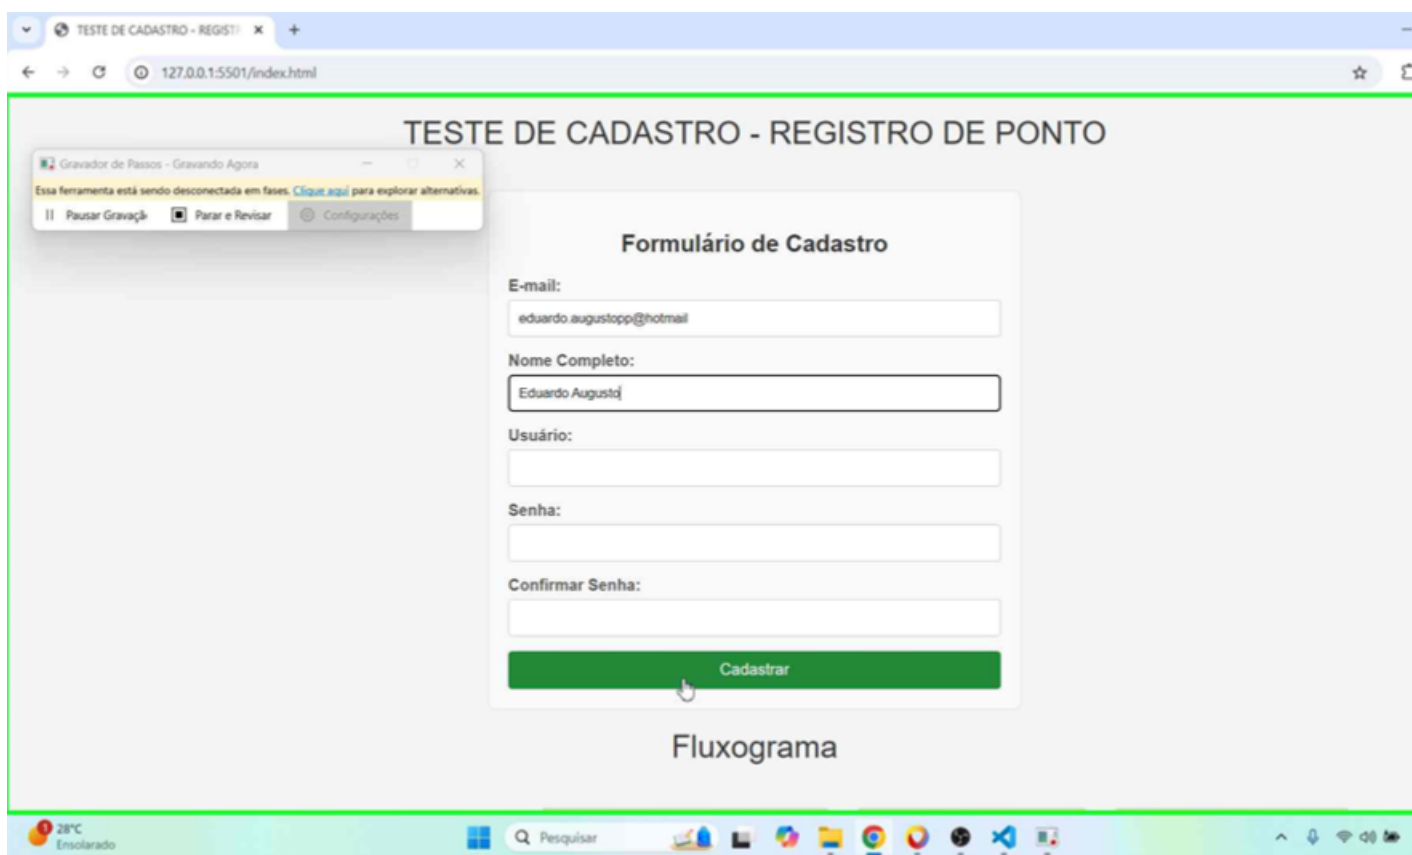 TESTE DE CADASTRO - REGISTR
127.0.0.1:5501/index.html
TESTE DE CADASTRO - REGISTRO DE PONTO
Gravador de Passos - Gravando Agora
Essa ferramenta está sendo desconectada em fases. Clique aqui para explorar alternativas.
Pausar Gravaçã Parar e Revisar Configurações
Formulário de Cadastro
E-mail:
eduardo.augustopp@hotmail
Nome Completo:
Eduardo Augusto
Usuário:
Senha:
Confirmar Senha:
Cadastrar
Fluxograma
1
28°C
Ensolarado
Pesquisar